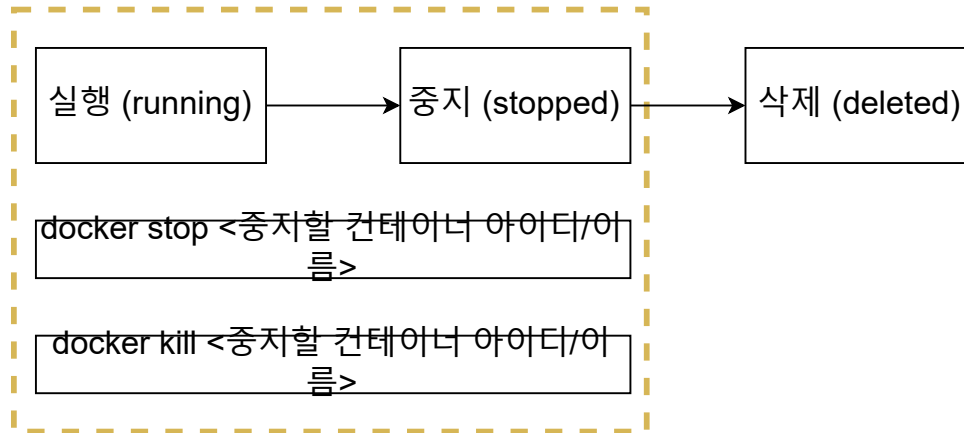 실행 (running)
중지 (stopped)
삭제 (deleted)
docker stop <중지할 컨테이너 아이디/이
름>
docker kill <중지할 컨테이너 아이디/이
름>